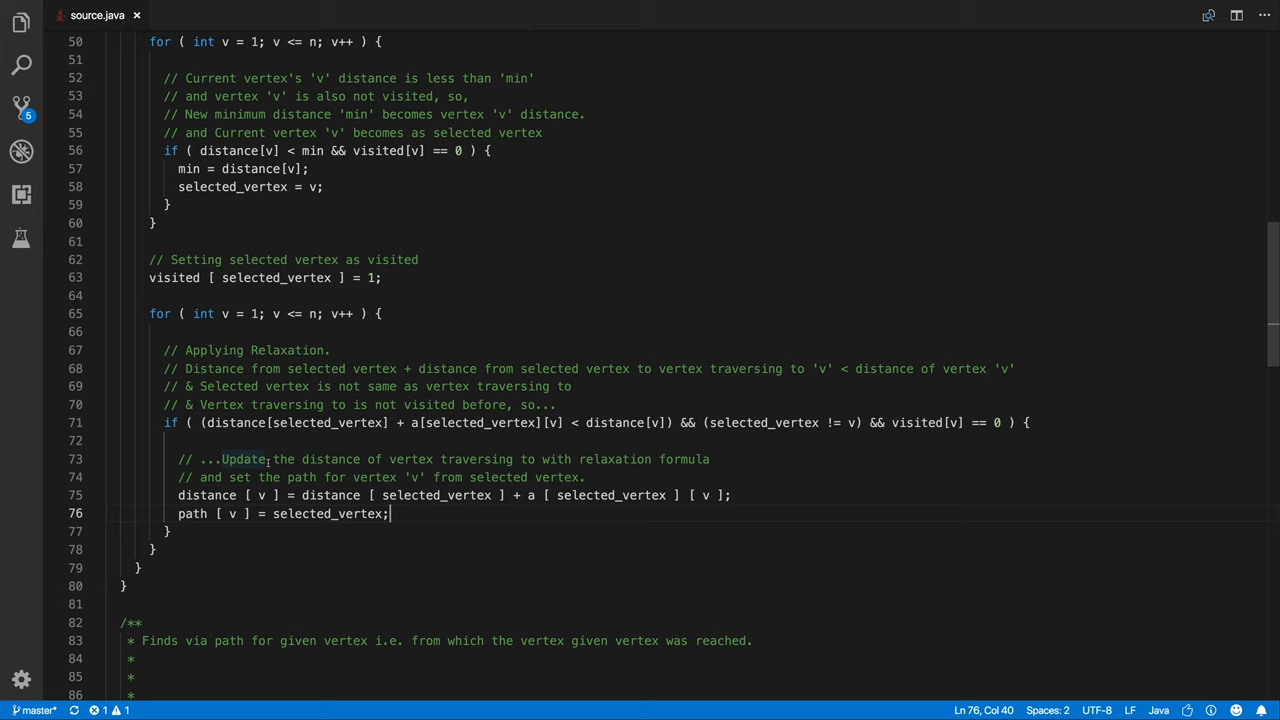 source.java
50 for ( int v = 1; v <= n; v++ ) {
51
52 // Current vertex's 'v' distance is less than 'min'
53 // and vertex 'v' is also not visited, so,
54 // New minimum distance 'min' becomes vertex 'v' distance.
55 // and Current vertex 'v' becomes as selected vertex
56 if ( distance[v] < min && visited[v] == 0 ) {
57 min = distance[v];
58 selected_vertex = v;
59 }
60 }
61
62 // Setting selected vertex as visited
63 visited [ selected_vertex ] = 1;
64
65 for ( int v = 1; v <= n; v++ ) {
66
67 // Applying Relaxation.
68 // Distance from selected vertex + distance from selected vertex to vertex traversing to 'v' < distance of vertex 'v'
69 // & Selected vertex is not same as vertex traversing to
70 // & Vertex traversing to is not visited before, so...
71 if ( (distance[selected_vertex] + a[selected_vertex][v] < distance[v]) && (selected_vertex != v) && visited[v] == 0 ) {
72
73 // ...Update the distance of vertex traversing to with relaxation formula
74 // and set the path for vertex 'v' from selected vertex.
75 distance [ v ] = distance [ selected_vertex ] + a [ selected_vertex ] [ v ];
76 path [ v ] = selected_vertex;
77 }
78 }
79 }
80 }
81
82 /**
83 * Finds via path for given vertex i.e. from which the vertex given vertex was reached.
84 *
85 *
86 *
5
master* 1 1 Ln 76, Col 40 Spaces: 2 UTF-8 LF Java